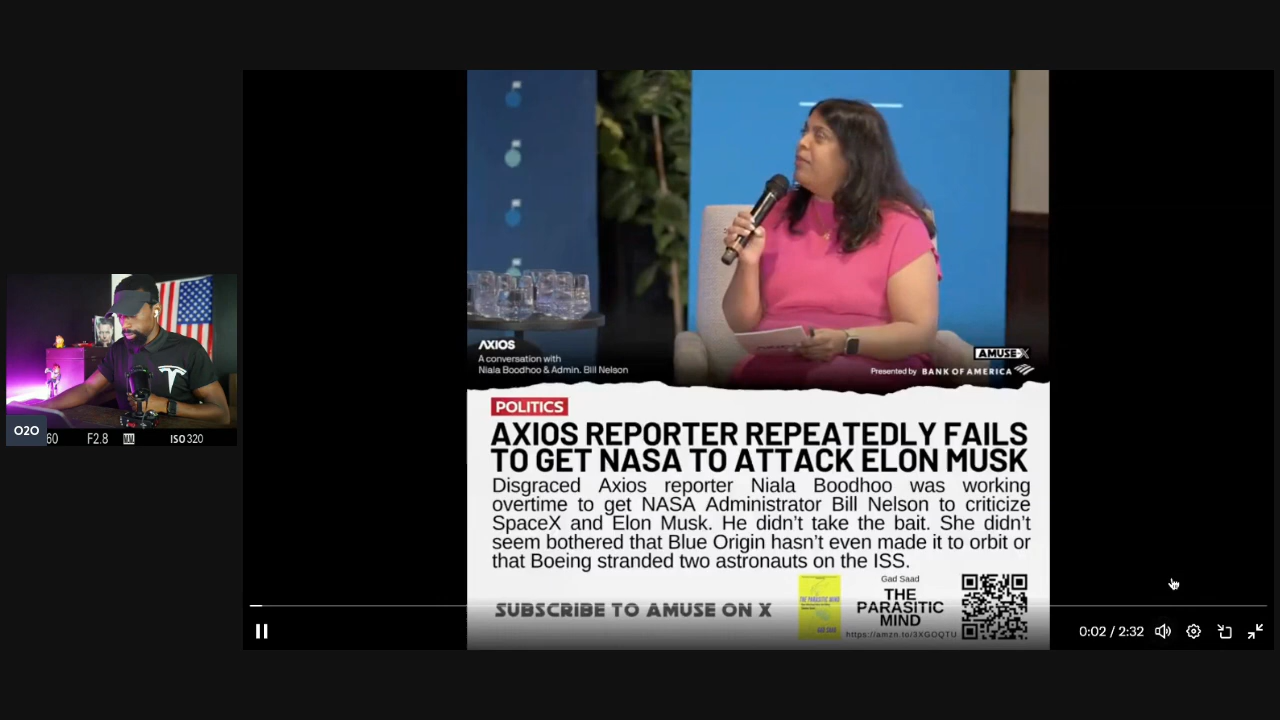 AXIOS
A conversation with
Niala Boodhoo & Admin. Bill Nelson
AMUSE X
Presented by BANK OF AMERICA
POLITICS
AXIOS REPORTER REPEATEDLY FAILS
TO GET NASA TO ATTACK ELON MUSK
Disgraced Axios reporter Niala Boodhoo was working
overtime to get NASA Administrator Bill Nelson to criticize
SpaceX and Elon Musk. He didn't take the bait. She didn't
seem bothered that Blue Origin hasn't even made it to orbit or
that Boeing stranded two astronauts on the ISS.
SUBSCRIBE TO AMUSE ON X
Gad Saad
THE
PARASITIC
MIND
https://amzn.to/3XGOQTU
THE PARASITIC MIND
GAD SAAD
0:02 / 2:32
O2O
60 F2.8 ISO 320